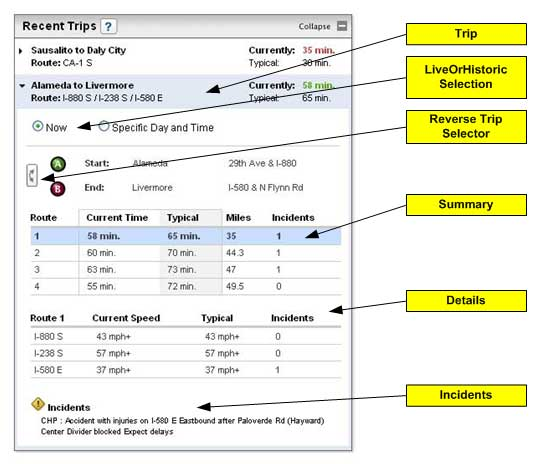 Recent Trips ? Collapse
Sausalito to Daly City Currently: 35 min.
Route: CA-1 S Typical: 30 min.
Alameda to Livermore Currently: 58 min.
Route: I-880 S / I-238 S / I-580 E Typical: 65 min.
Now Specific Day and Time
A Start: Alameda 29th Ave & I-880
B End: Livermore I-580 & N Flynn Rd
Route Current Time Typical Miles Incidents
1 58 min. 65 min. 35 1
2 60 min. 70 min. 44.3 1
3 63 min. 73 min. 47 1
4 55 min. 72 min. 49.5 0
Route 1 Current Speed Typical Incidents
I-880 S 43 mph+ 43 mph+ 0
I-238 S 57 mph+ 57 mph+ 0
I-580 E 37 mph+ 37 mph+ 1
Incidents
CHP : Accident with injuries on I-580 E Eastbound after Paloverde Rd (Hayward)
Center Divider blocked Expect delays
Trip
LiveOrHistoric
Selection
Reverse Trip
Selector
Summary
Details
Incidents